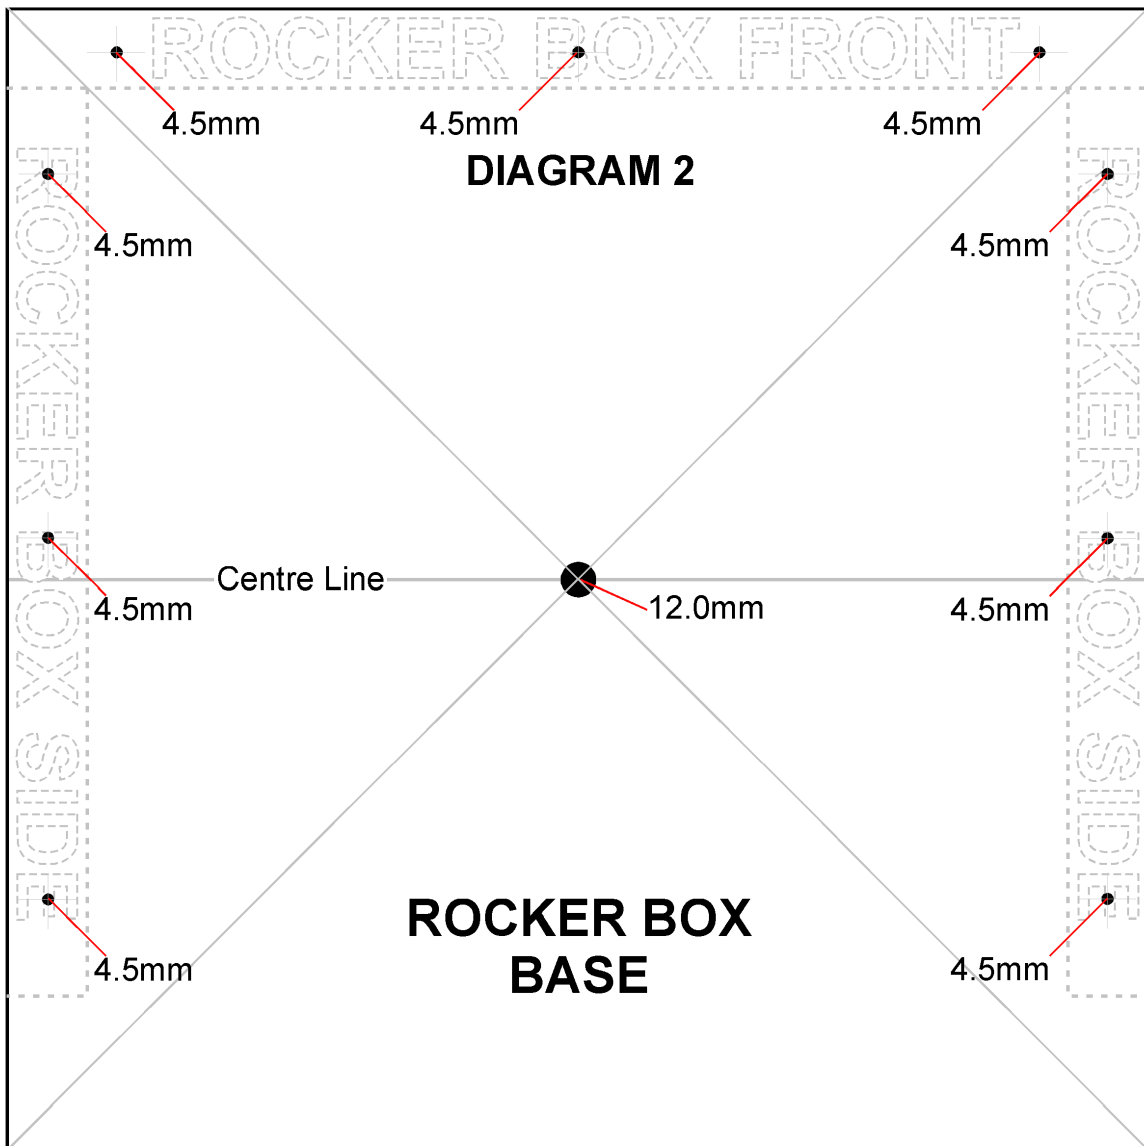 ROCKER BOX FRONT
4.5mm
4.5mm
4.5mm
DIAGRAM 2
ROCKER BOX SIDE
ROCKER BOX SIDE
4.5mm
4.5mm
Centre Line
12.0mm
4.5mm
4.5mm
ROCKER BOX
BASE
4.5mm
4.5mm